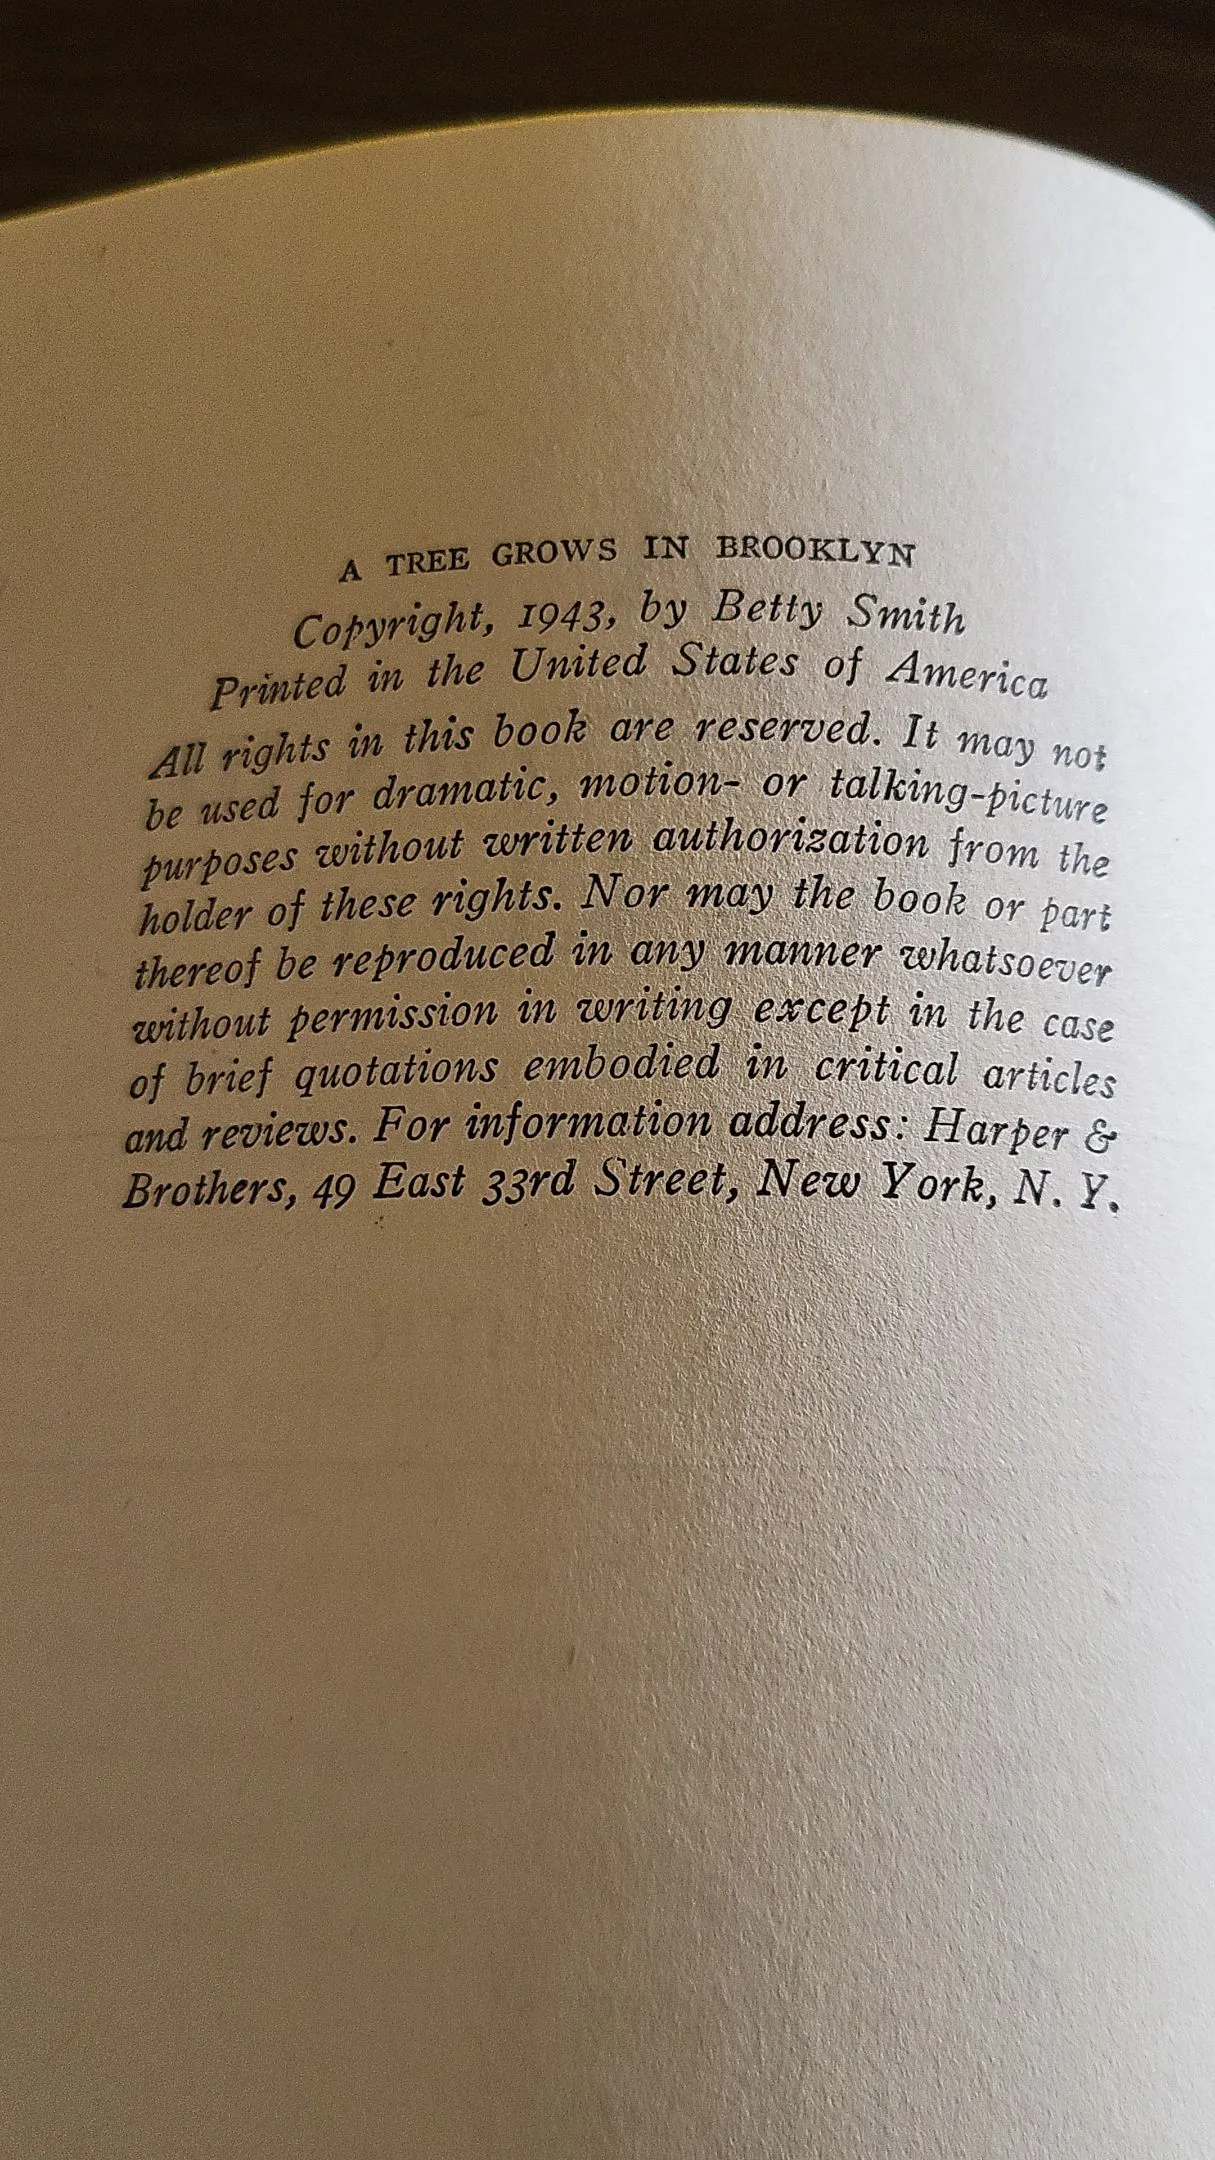 A TREE GROWS IN BROOKLYN
Copyright, 1943, by Betty Smith
Printed in the United States of America
All rights in this book are reserved. It may not
be used for dramatic, motion- or talking-picture
purposes without written authorization from the
holder of these rights. Nor may the book or part
thereof be reproduced in any manner whatsoever
without permission in writing except in the case
of brief quotations embodied in critical articles
and reviews. For information address: Harper &
Brothers, 49 East 33rd Street, New York, N. Y.